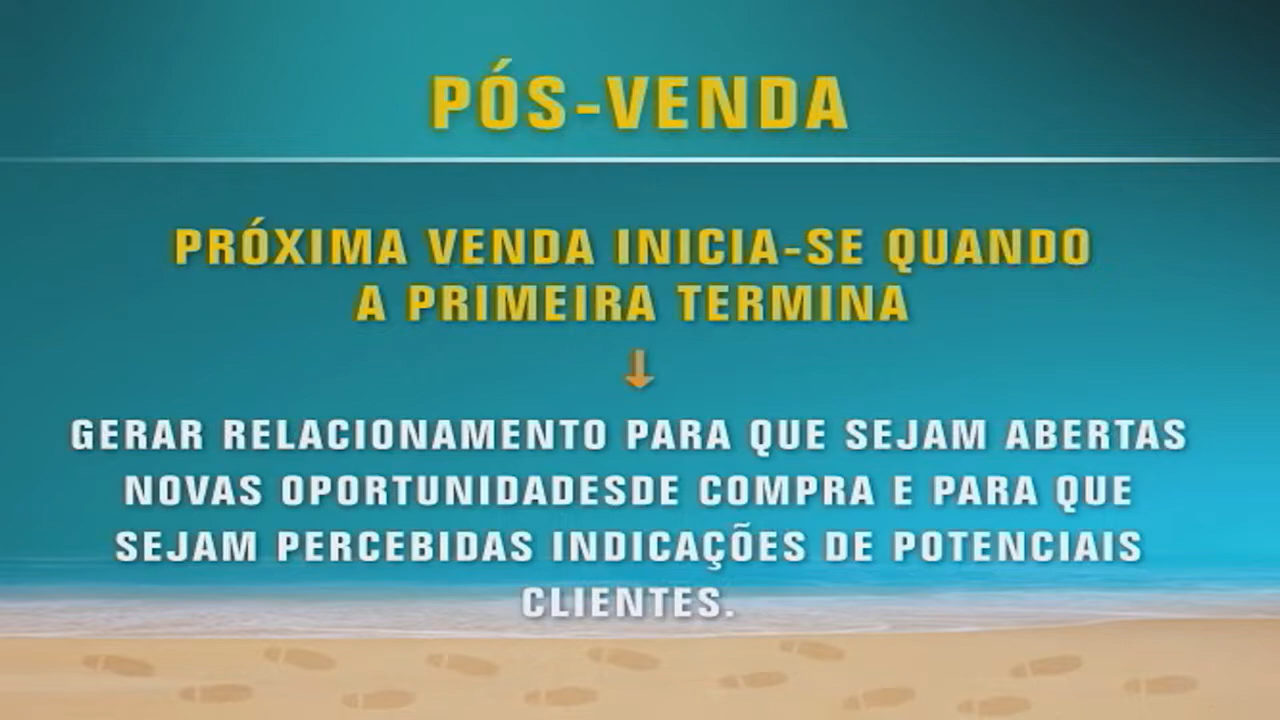 PÓS-VENDA
PRÓXIMA VENDA INICIA-SE QUANDO
A PRIMEIRA TERMINA
GERAR RELACIONAMENTO PARA QUE SEJAM ABERTAS
NOVAS OPORTUNIDADESDE COMPRA E PARA QUE
SEJAM PERCEBIDAS INDICAÇÕES DE POTENCIAIS
CLIENTES.